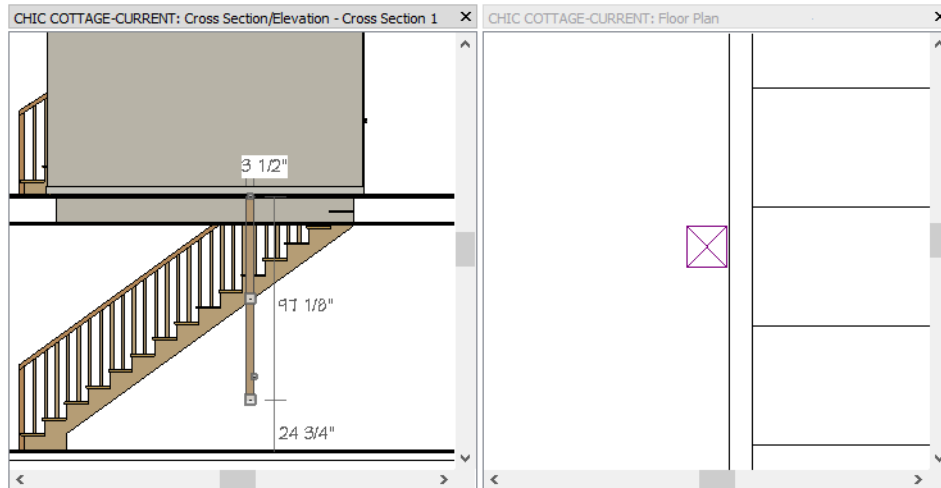 CHIC COTTAGE-CURRENT: Cross Section/Elevation - Cross Section 1
CHIC COTTAGE-CURRENT: Floor Plan
3 1/2"
97 1/8"
24 3/4"